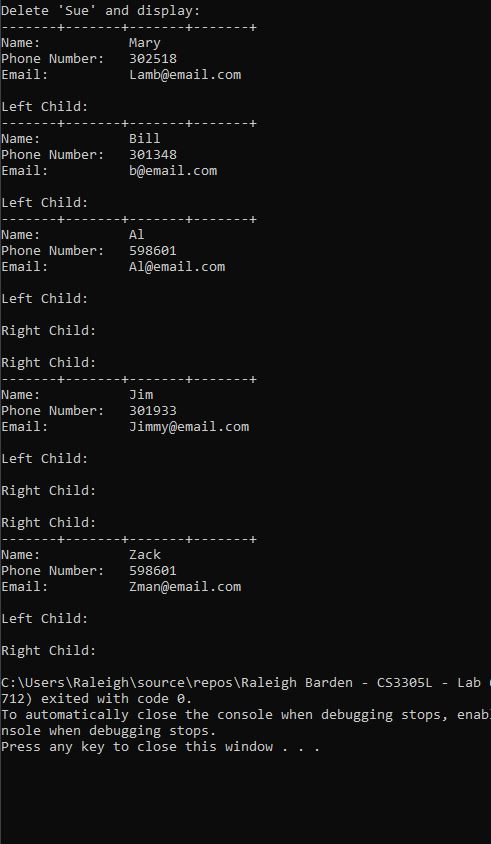 Delete 'Sue' and display:
-------+-------+-------+-------+
Name:           Mary
Phone Number:   302518
Email:          Lamb@email.com
Left Child:
-------+-------+-------+-------+
Name:           Bill
Phone Number:   301348
Email:          b@email.com
Left Child:
-------+-------+-------+-------+
Name:           Al
Phone Number:   598601
Email:          Al@email.com
Left Child:
Right Child:
Right Child:
-------+-------+-------+-------+
Name:           Jim
Phone Number:   301933
Email:          Jimmy@email.com
Left Child:
Right Child:
Right Child:
-------+-------+-------+-------+
Name:           Zack
Phone Number:   598601
Email:          Zman@email.com
Left Child:
Right Child:
C:\Users\Raleigh\source\repos\Raleigh Barden - CS3305L - Lab
712) exited with code 0.
To automatically close the console when debugging stops, enabl
nsole when debugging stops.
Press any key to close this window . . .